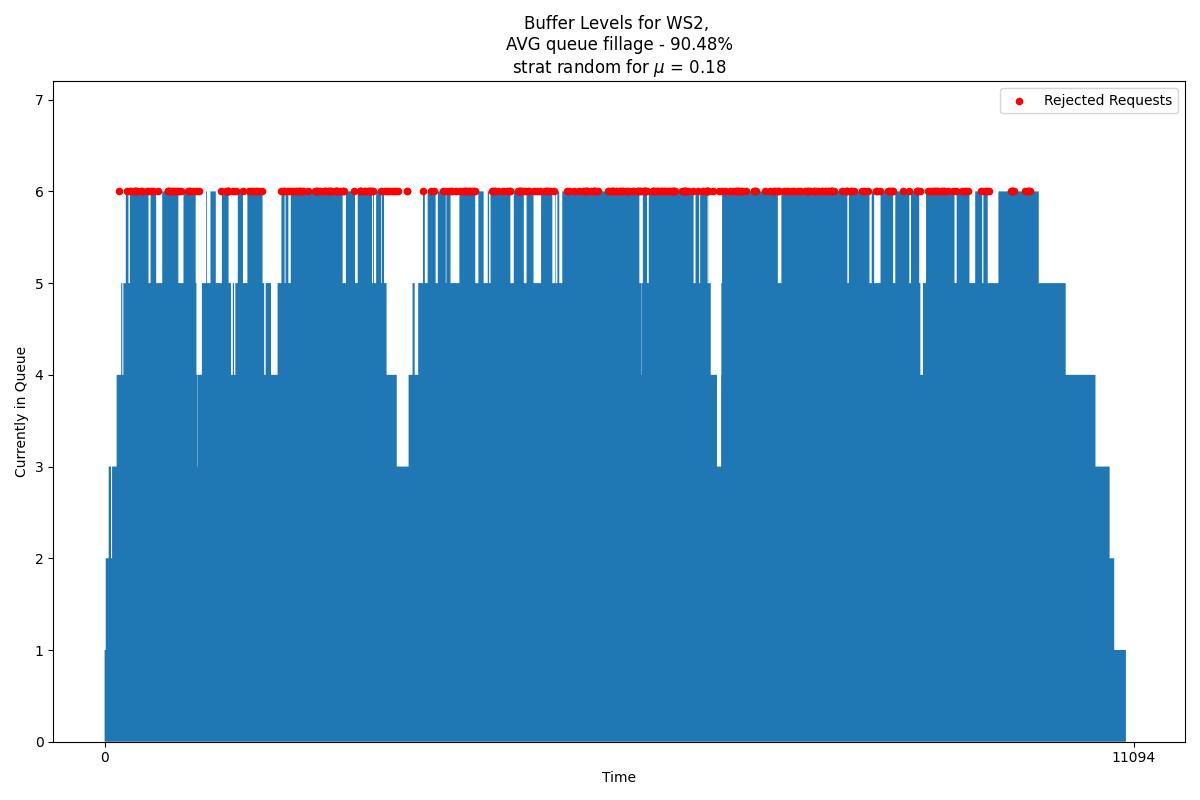 Buffer Levels for WS2,
AVG queue fillage - 90.48%
strat random for μ = 0.18
Rejected Requests
Currently in Queue
7
6
5
4
3
2
1
0
0
11094
Time